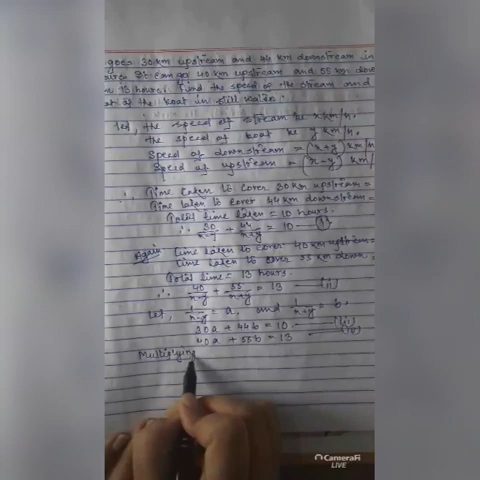 goes 30 km upstream and 44 km downstream in
It can go 40 km upstream and 55 km down
13 hours. Find the speed of the stream and
of the boat in still water.
Let, the speed of stream be x km/h.
the speed of boat be y km/h.
Speed of downstream = (x+y) km/h
Speed of upstream = (x-y) km/
∴ Time taken to cover 30 km upstream =
Time taken to cover 44 km downstream =
Total time taken = 10 hours.
∴ 30/x-y + 44/x+y = 10 (i)
Again Time taken to cover 40 km upstream =
Time taken to cover 55 km down,
Total time = 13 hours.
∴ 40/x-y + 55/x+y = 13 (ii)
Let, 1/x-y = a, and 1/x+y = b.
30a + 44b = 10. (iii)
40a + 55b = 13 (iv)
Multiplying
CameraFi
LIVE